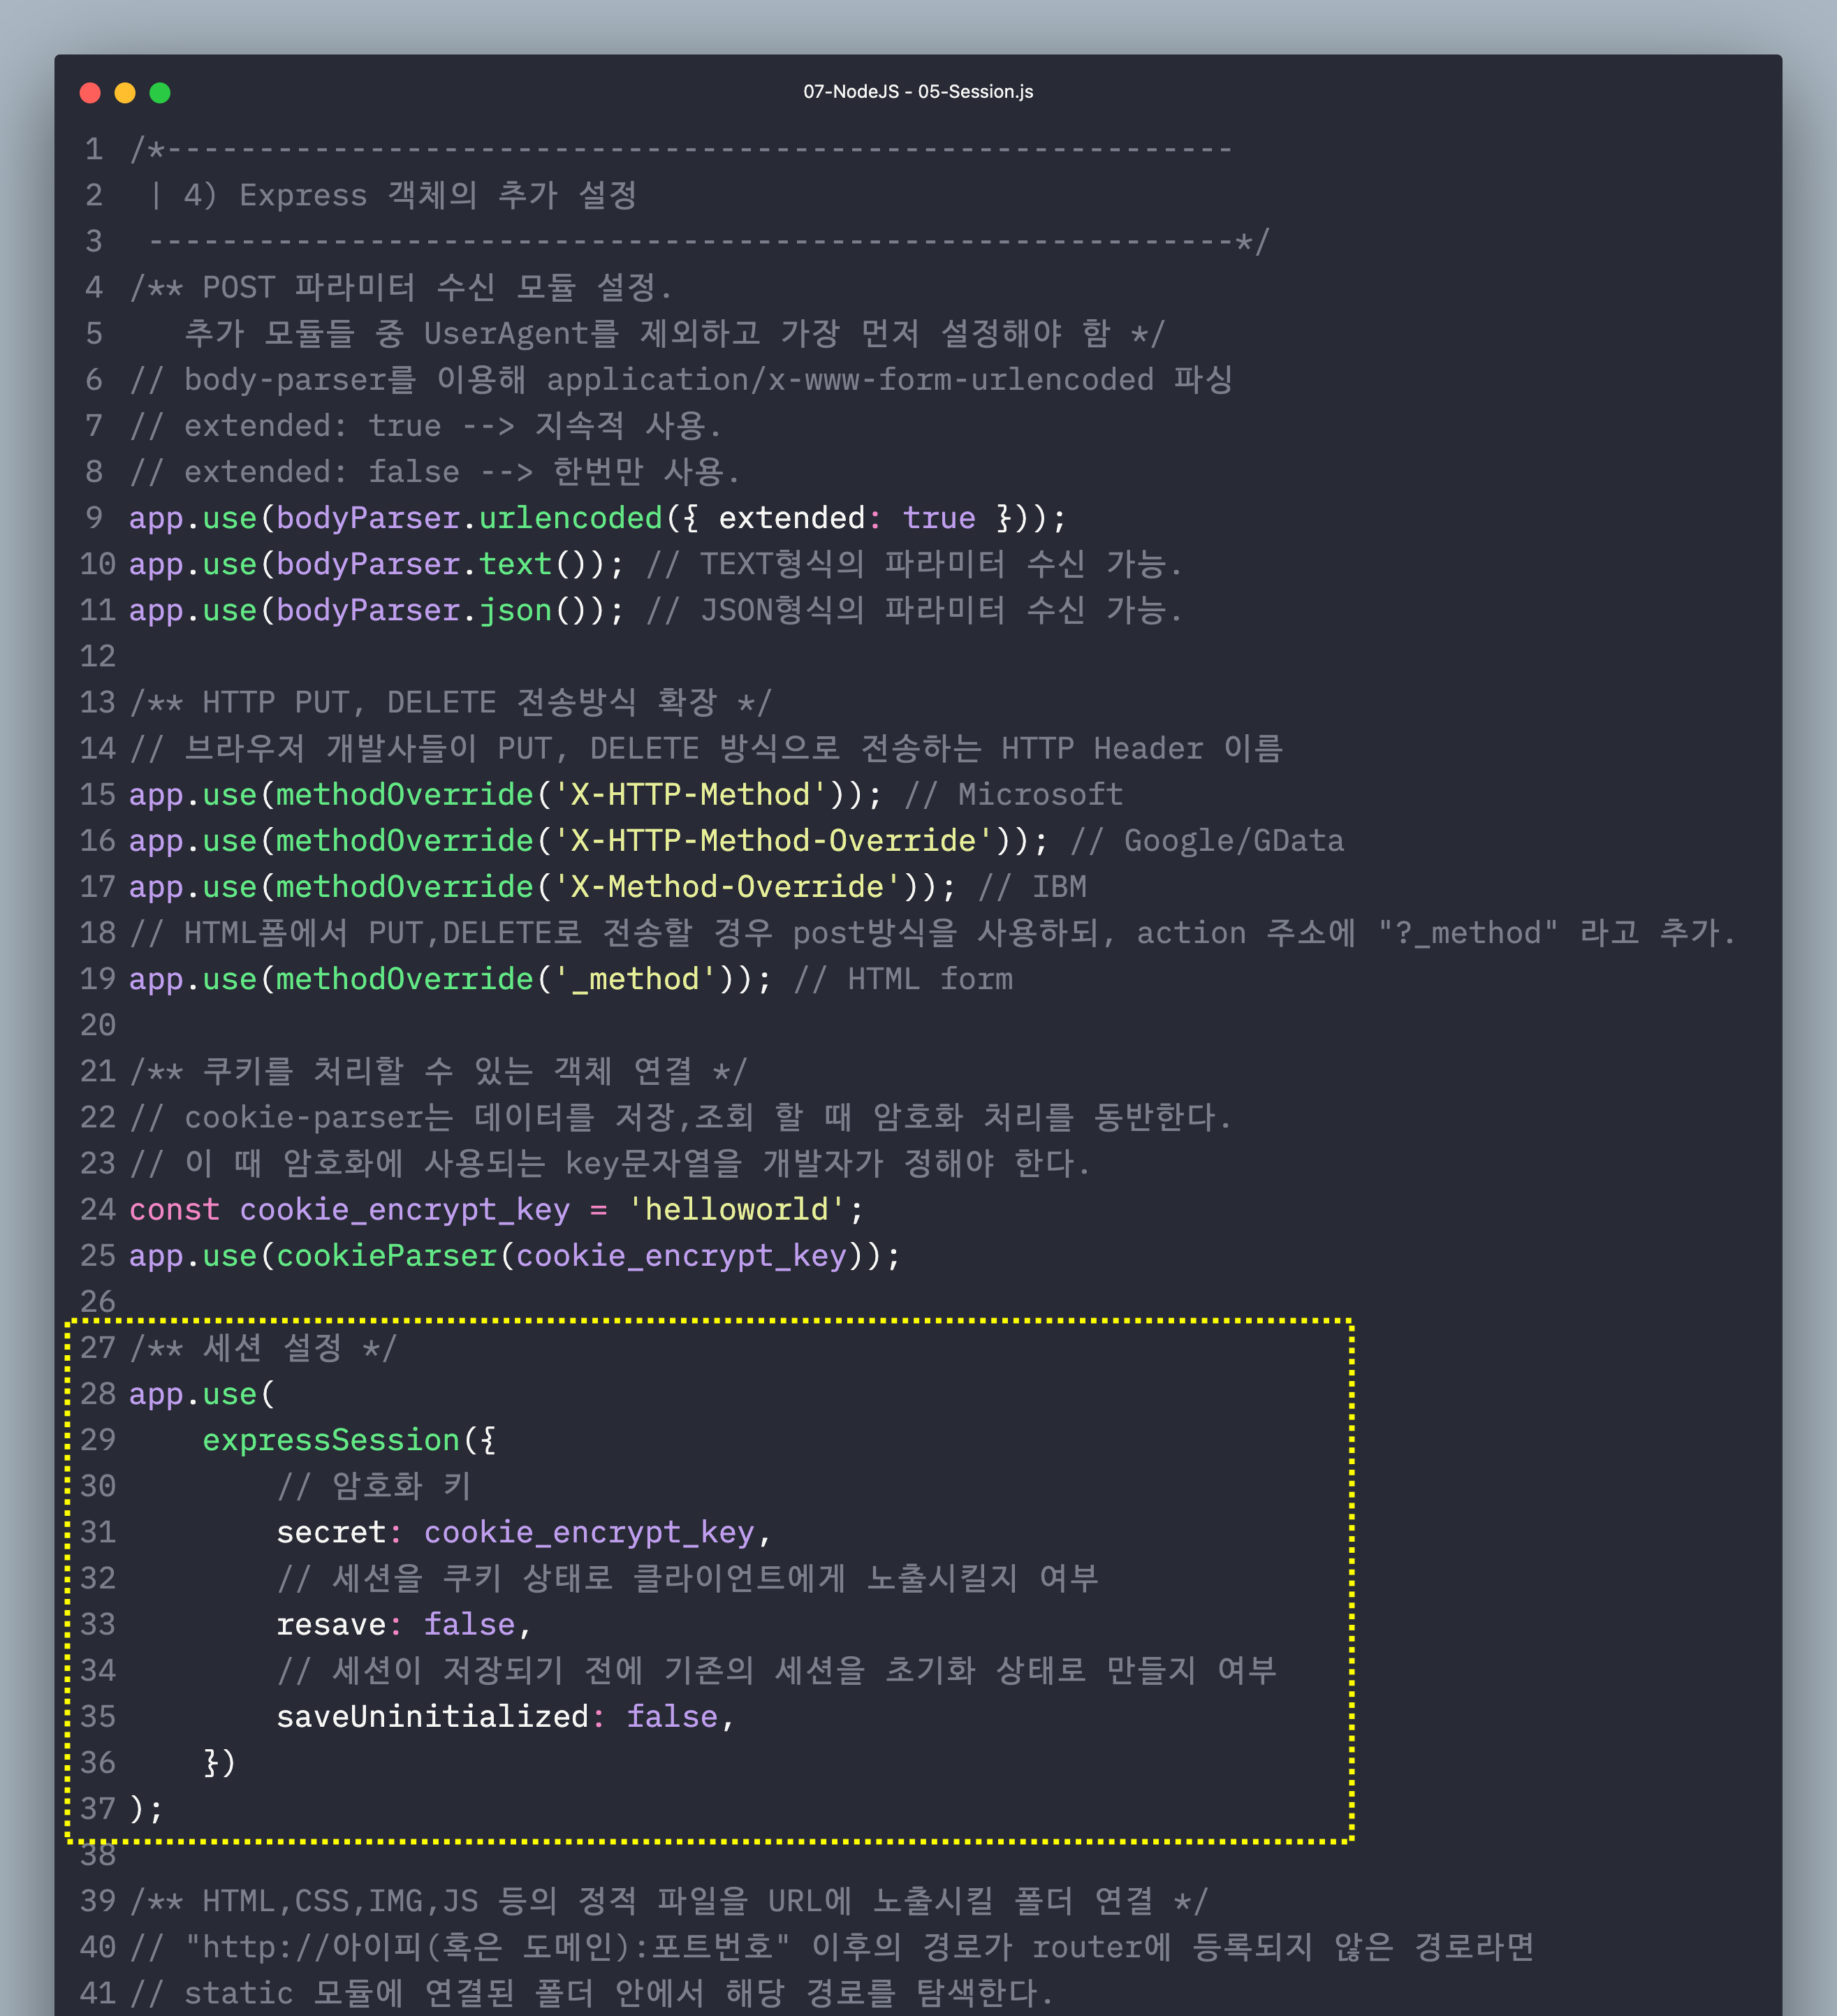 07-NodeJS - 05-Session.js
1 /*----------------------------------------------------------
2  | 4) Express 객체의 추가 설정
3  -----------------------------------------------------------*/
4 /** POST 파라미터 수신 모듈 설정.
5    추가 모듈들 중 UserAgent를 제외하고 가장 먼저 설정해야 함 */
6 // body-parser를 이용해 application/x-www-form-urlencoded 파싱
7 // extended: true --> 지속적 사용.
8 // extended: false --> 한번만 사용.
9 app.use(bodyParser.urlencoded({ extended: true }));
10 app.use(bodyParser.text()); // TEXT형식의 파라미터 수신 가능.
11 app.use(bodyParser.json()); // JSON형식의 파라미터 수신 가능.
12
13 /** HTTP PUT, DELETE 전송방식 확장 */
14 // 브라우저 개발사들이 PUT, DELETE 방식으로 전송하는 HTTP Header 이름
15 app.use(methodOverride('X-HTTP-Method')); // Microsoft
16 app.use(methodOverride('X-HTTP-Method-Override')); // Google/GData
17 app.use(methodOverride('X-Method-Override')); // IBM
18 // HTML폼에서 PUT,DELETE로 전송할 경우 post방식을 사용하되, action 주소에 "?_method" 라고 추가.
19 app.use(methodOverride('_method')); // HTML form
20
21 /** 쿠키를 처리할 수 있는 객체 연결 */
22 // cookie-parser는 데이터를 저장,조회 할 때 암호화 처리를 동반한다.
23 // 이 때 암호화에 사용되는 key문자열을 개발자가 정해야 한다.
24 const cookie_encrypt_key = 'helloworld';
25 app.use(cookieParser(cookie_encrypt_key));
26
27 /** 세션 설정 */
28 app.use(
29     expressSession({
30         // 암호화 키
31         secret: cookie_encrypt_key,
32         // 세션을 쿠키 상태로 클라이언트에게 노출시킬지 여부
33         resave: false,
34         // 세션이 저장되기 전에 기존의 세션을 초기화 상태로 만들지 여부
35         saveUninitialized: false,
36     })
37 );
38
39 /** HTML,CSS,IMG,JS 등의 정적 파일을 URL에 노출시킬 폴더 연결 */
40 // "http://아이피(혹은 도메인):포트번호" 이후의 경로가 router에 등록되지 않은 경로라면
41 // static 모듈에 연결된 폴더 안에서 해당 경로를 탐색한다.